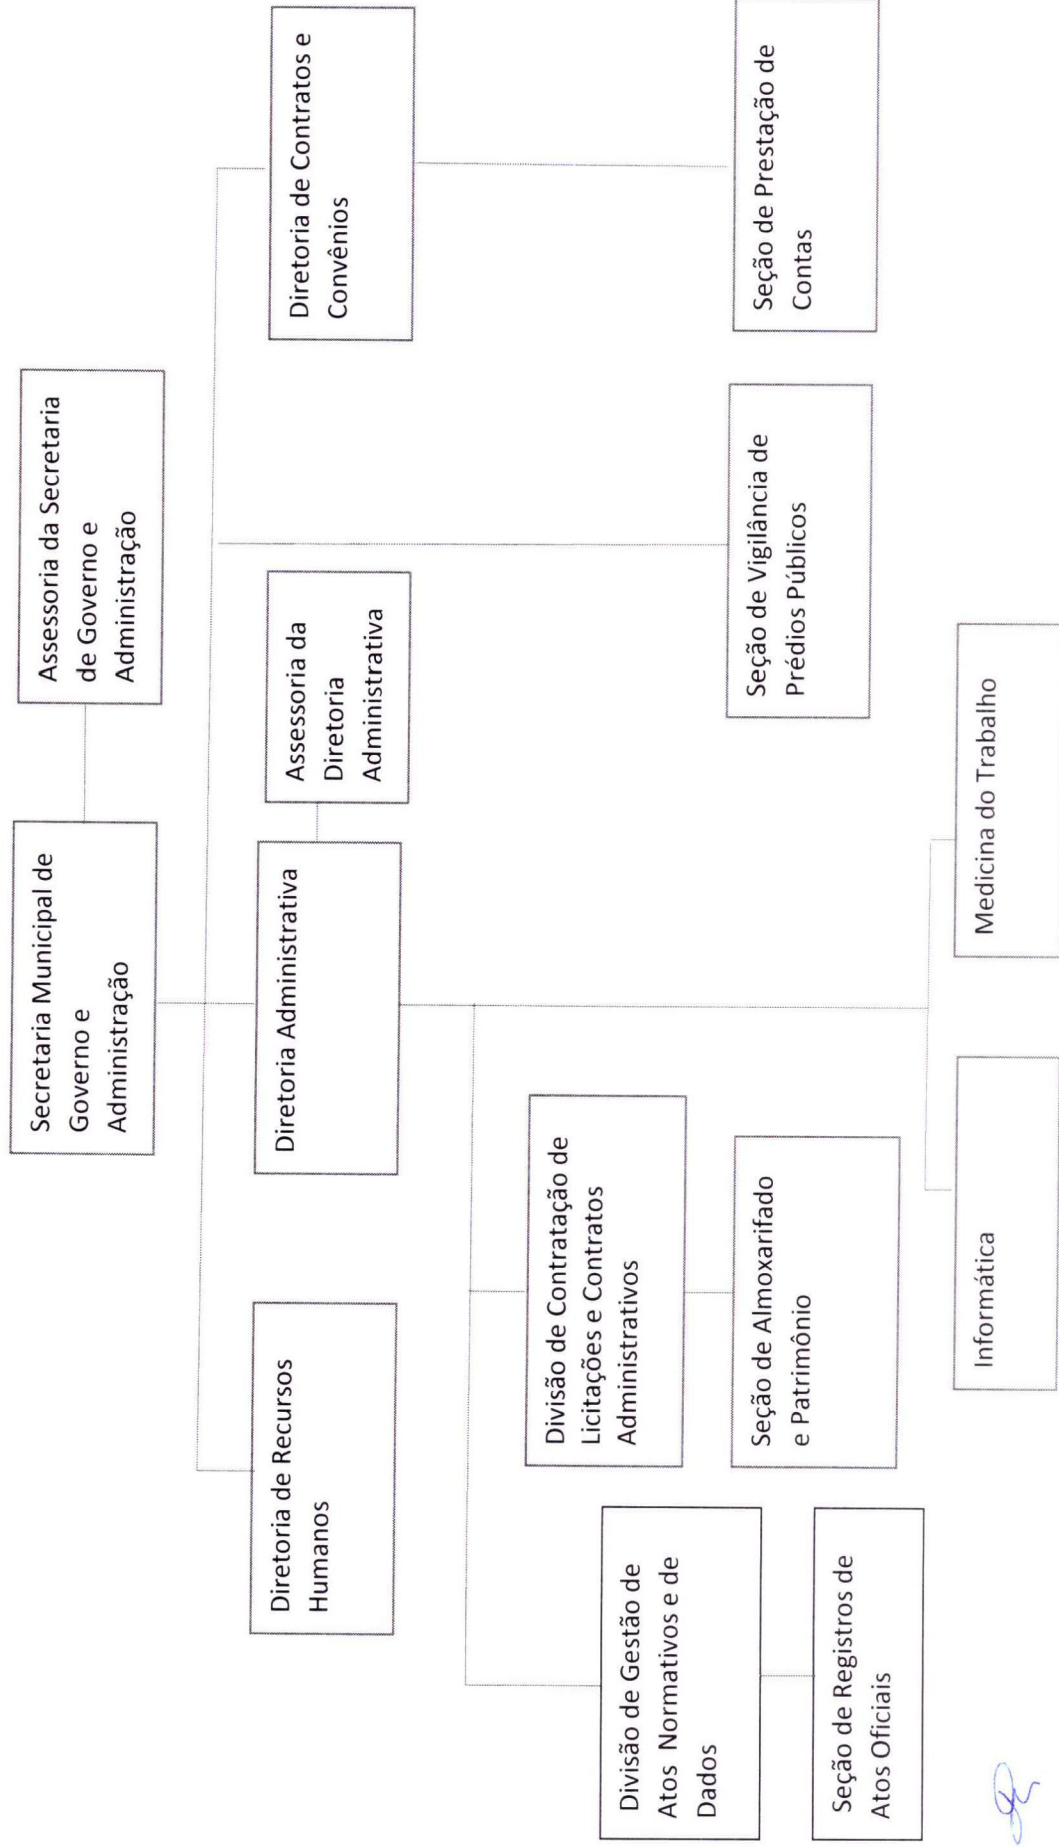 Secretaria Municipal de
Governo e
Administração
Assessoria da Secretaria
de Governo e
Administração
Diretoria de Recursos
Humanos
Diretoria Administrativa
Assessoria da
Diretoria
Administrativa
Diretoria de Contratos e
Convênios
Divisão de Gestão de
Atos Normativos e de
Dados
Divisão de Contratação de
Licitações e Contratos
Administrativos
Seção de Registros de
Atos Oficiais
Seção de Almoxarifado
e Patrimônio
Seção de Vigilância de
Prédios Públicos
Seção de Prestação de
Contas
Informática
Medicina do Trabalho